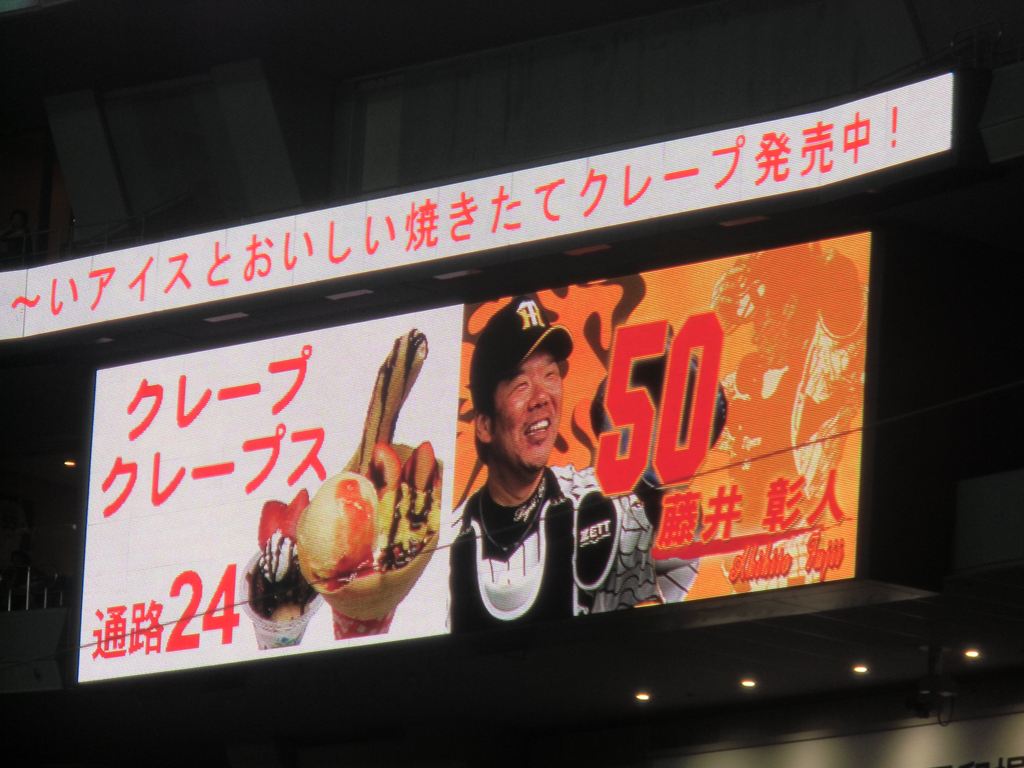 ～いアイスとおいしい焼きたてクレープ発売中！
クレープ
クレープス
通路24
50
藤井 彰人
Akihito Fujii
ZETT